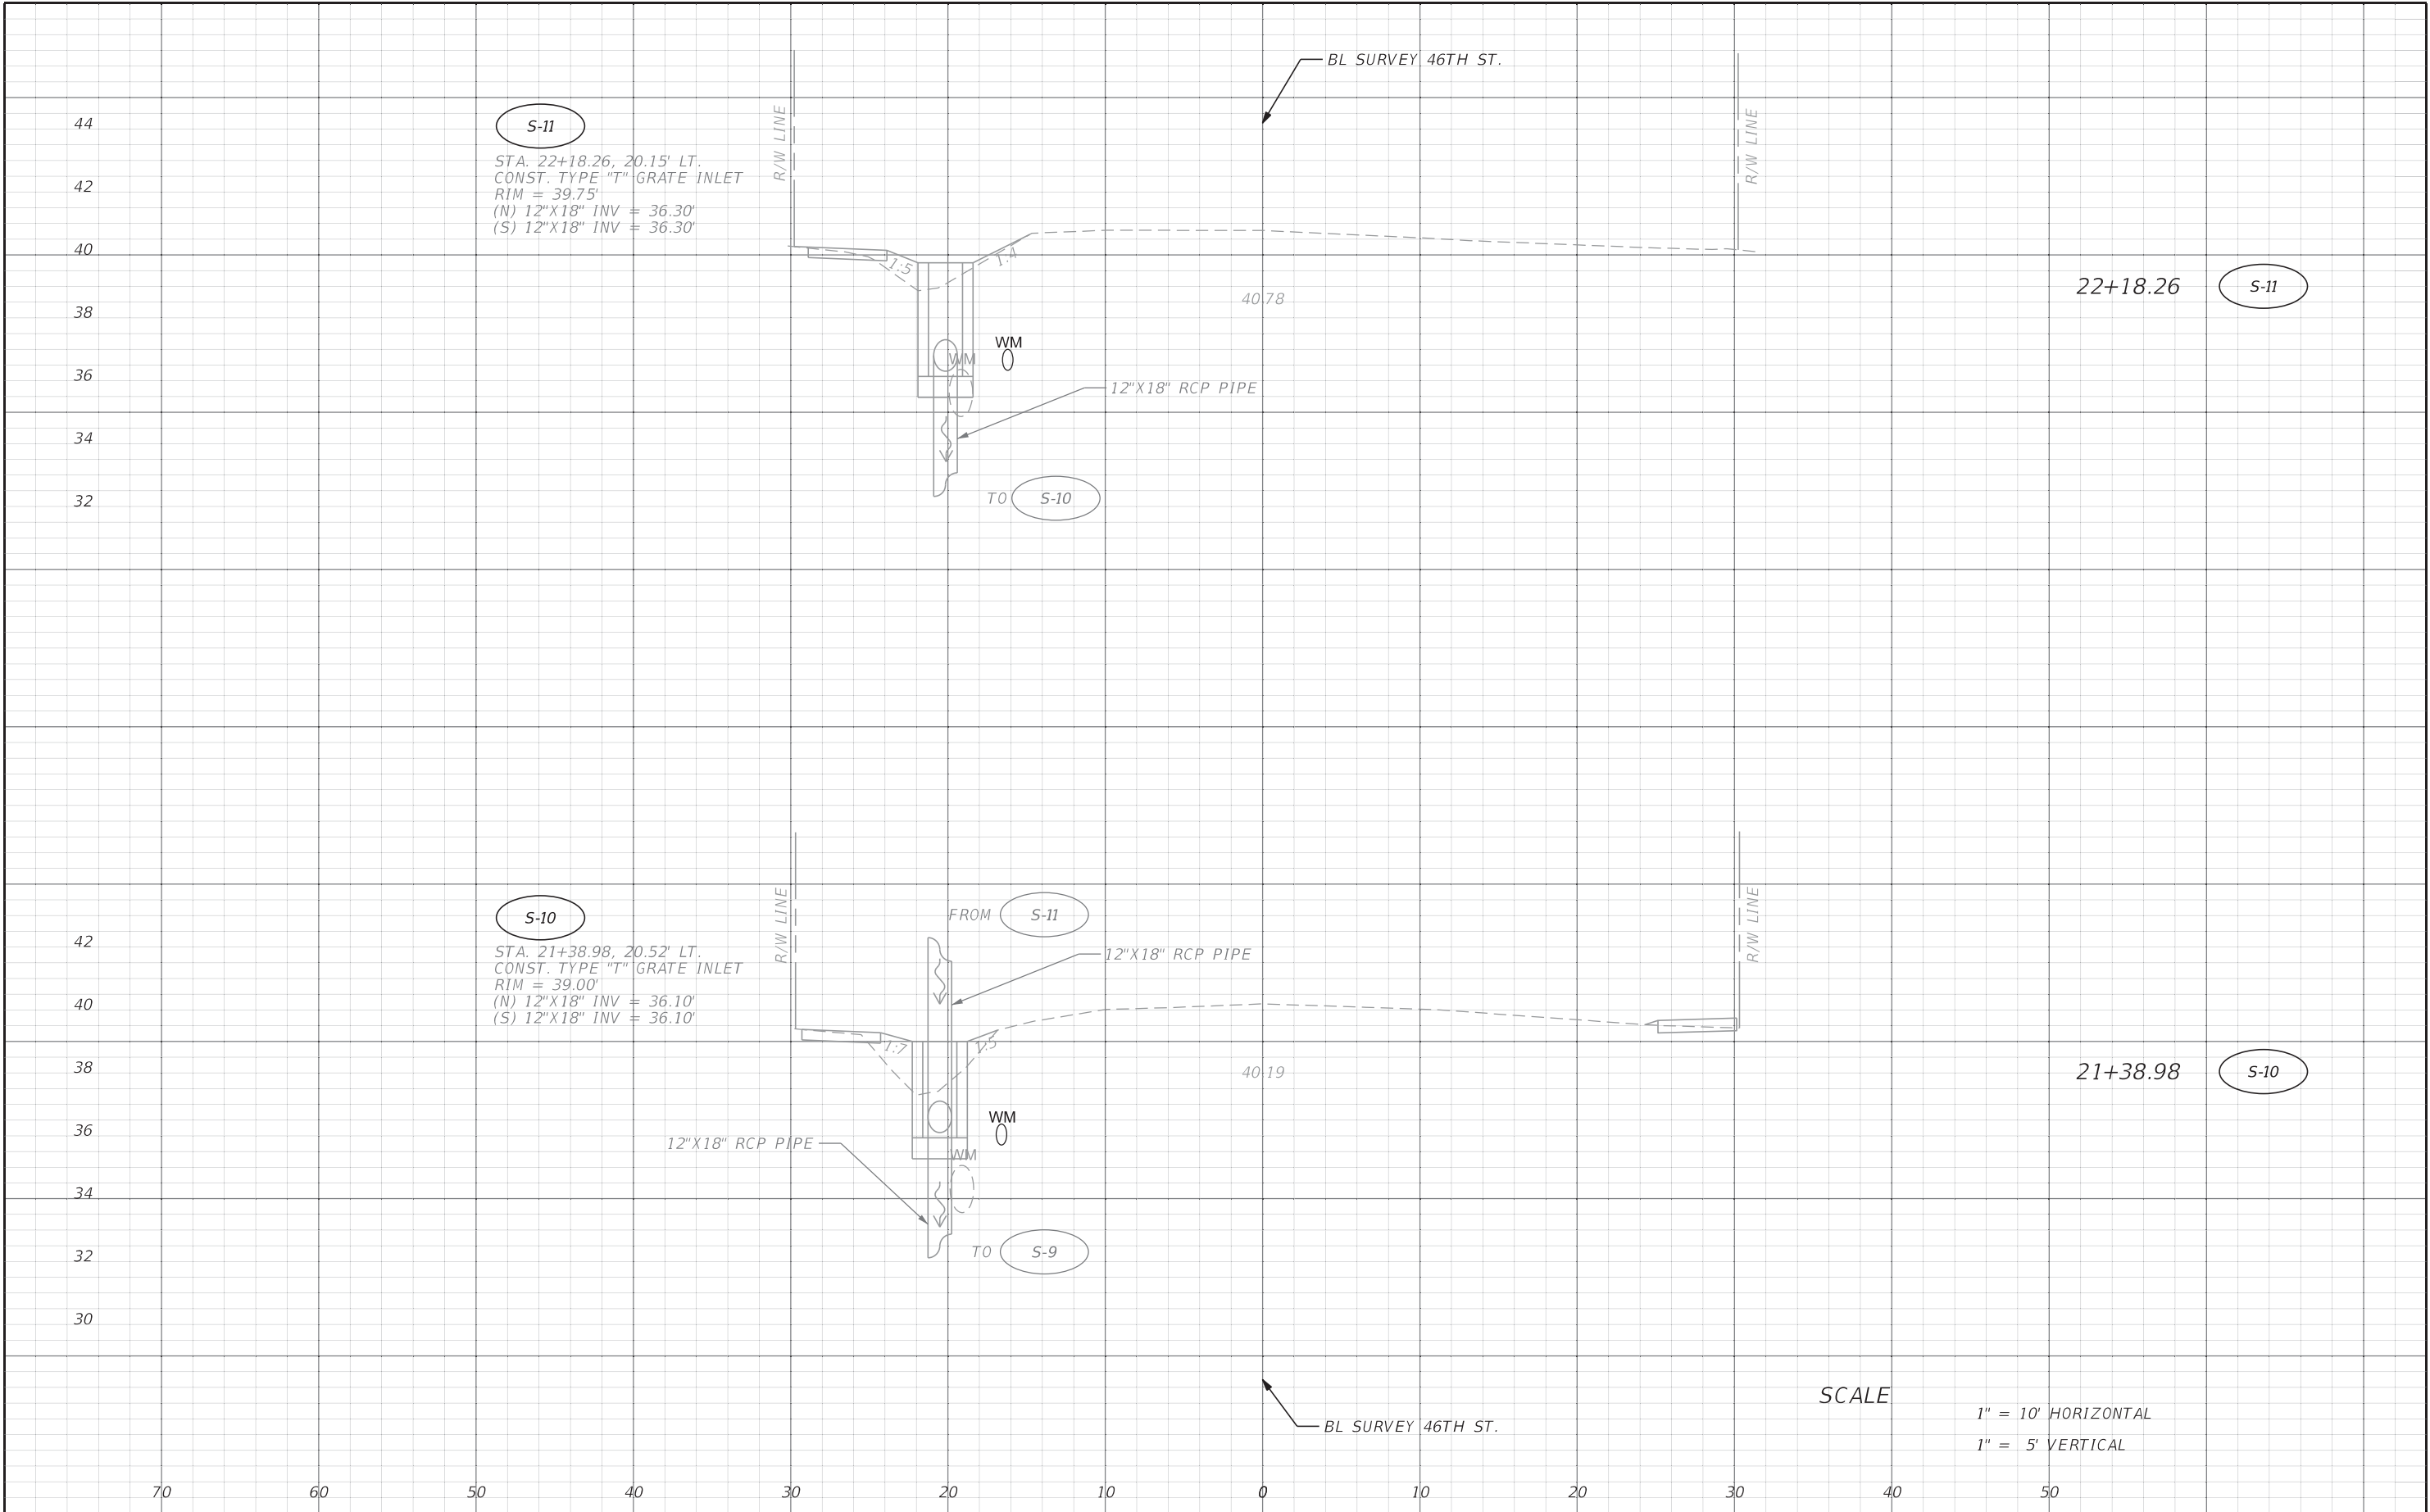 BL SURVEY 46TH ST.
44
42
40
38
36
34
32
S-11
STA. 22+18.26, 20.15' LT.
CONST. TYPE "T" GRATE INLET
RIM = 39.75'
(N) 12"X18" INV = 36.30'
(S) 12"X18" INV = 36.30'
R/W LINE
R/W LINE
1:5
1:4
40.78
22+18.26
S-11
WM
WM
12"X18" RCP PIPE
TO
S-10
42
40
38
36
34
32
30
S-10
STA. 21+38.98, 20.52' LT.
CONST. TYPE "T" GRATE INLET
RIM = 39.00'
(N) 12"X18" INV = 36.10'
(S) 12"X18" INV = 36.10'
R/W LINE
FROM
S-11
12"X18" RCP PIPE
R/W LINE
1:7
1:5
40.19
21+38.98
S-10
WM
12"X18" RCP PIPE
WM
TO
S-9
BL SURVEY 46TH ST.
SCALE
1" = 10' HORIZONTAL
1" = 5' VERTICAL
70 60 50 40 30 20 10 0 10 20 30 40 50